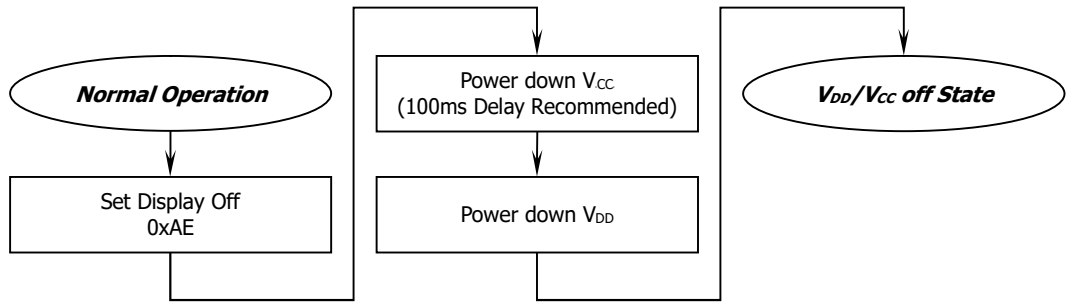 Normal Operation
Set Display Off
0xAE
Power down VCC
(100ms Delay Recommended)
Power down VDD
VDD/VCC off State